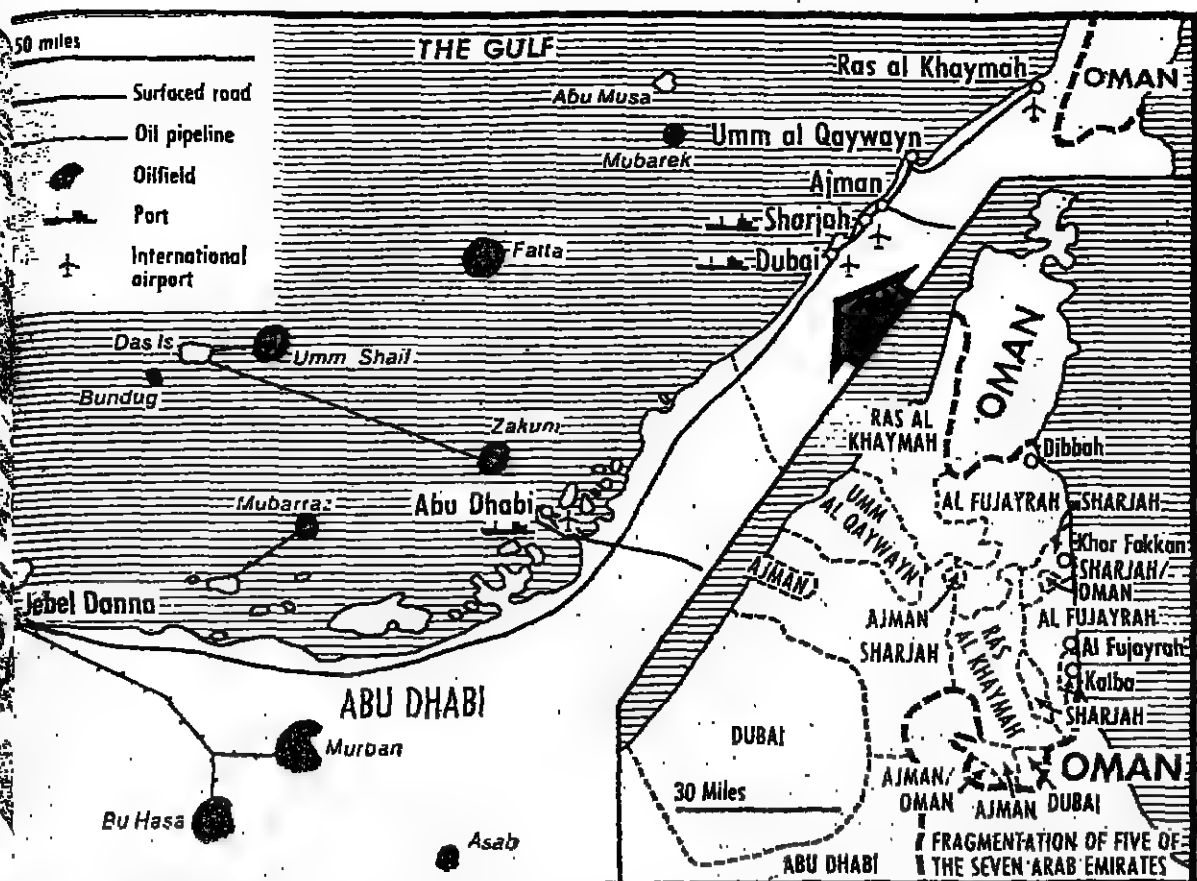 50 miles
Surfaced road
Oil pipeline
Oilfield
Port
International
airport
THE GULF
Abu Musa
Mubarek
Ras al Khaymah
OMAN
Umm al Qaywayn
Ajman
Sharjah
Dubai
Fatta
Das Is
Umm Shail
Bundug
Zakum
Mubarraz
Abu Dhabi
Jebel Danna
ABU DHABI
Murban
Bu Hasa
Asab
OMAN
RAS AL
KHAYMAH
Dibbah
UMM
AL QAYWAYN
AL FUJAYRAH
SHARJAH
Khor Fakkan
SHARJAH/
OMAN
AJMAN
AJMAN
AL FUJAYRAH
SHARJAH
RAS
AL KHAYMAH
Al Fujayrah
Kalba
SHARJAH
DUBAI
OMAN
30 Miles
AJMAN/
OMAN
AJMAN
DUBAI
ABU DHABI
FRAGMENTATION OF FIVE OF
THE SEVEN ARAB EMIRATES